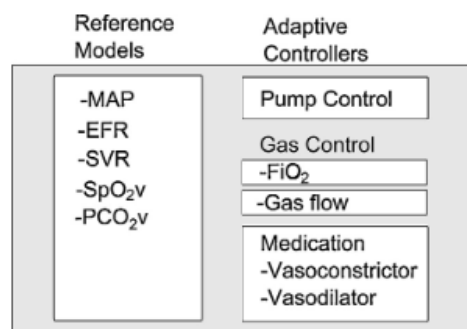 Reference
Models
-MAP
-EFR
-SVR
-SpO₂v
-PCO₂v
Adaptive
Controllers
Pump Control
Gas Control
-FiO₂
-Gas flow
Medication
-Vasoconstrictor
-Vasodilator